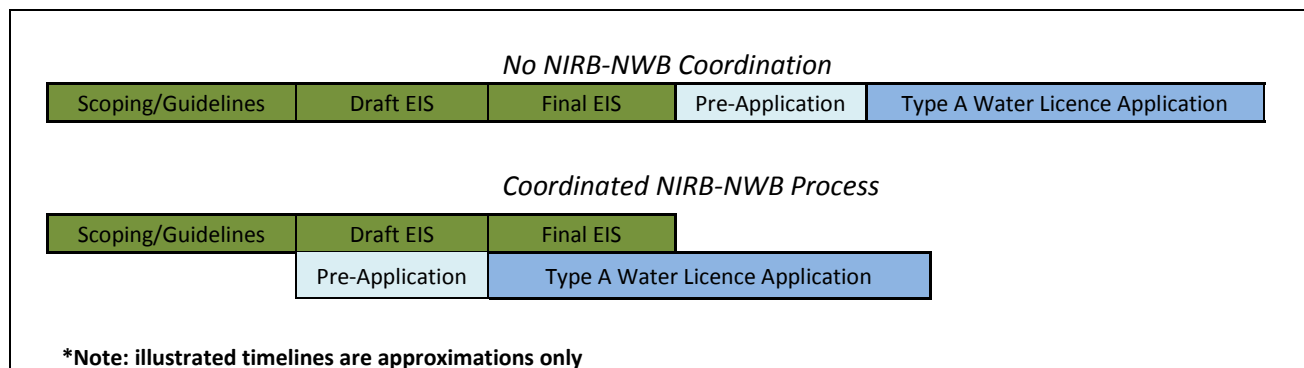 No NIRB-NWB Coordination
Scoping/Guidelines Draft EIS Final EIS Pre-Application Type A Water Licence Application
Coordinated NIRB-NWB Process
Scoping/Guidelines Draft EIS Final EIS
Pre-Application Type A Water Licence Application
*Note: illustrated timelines are approximations only